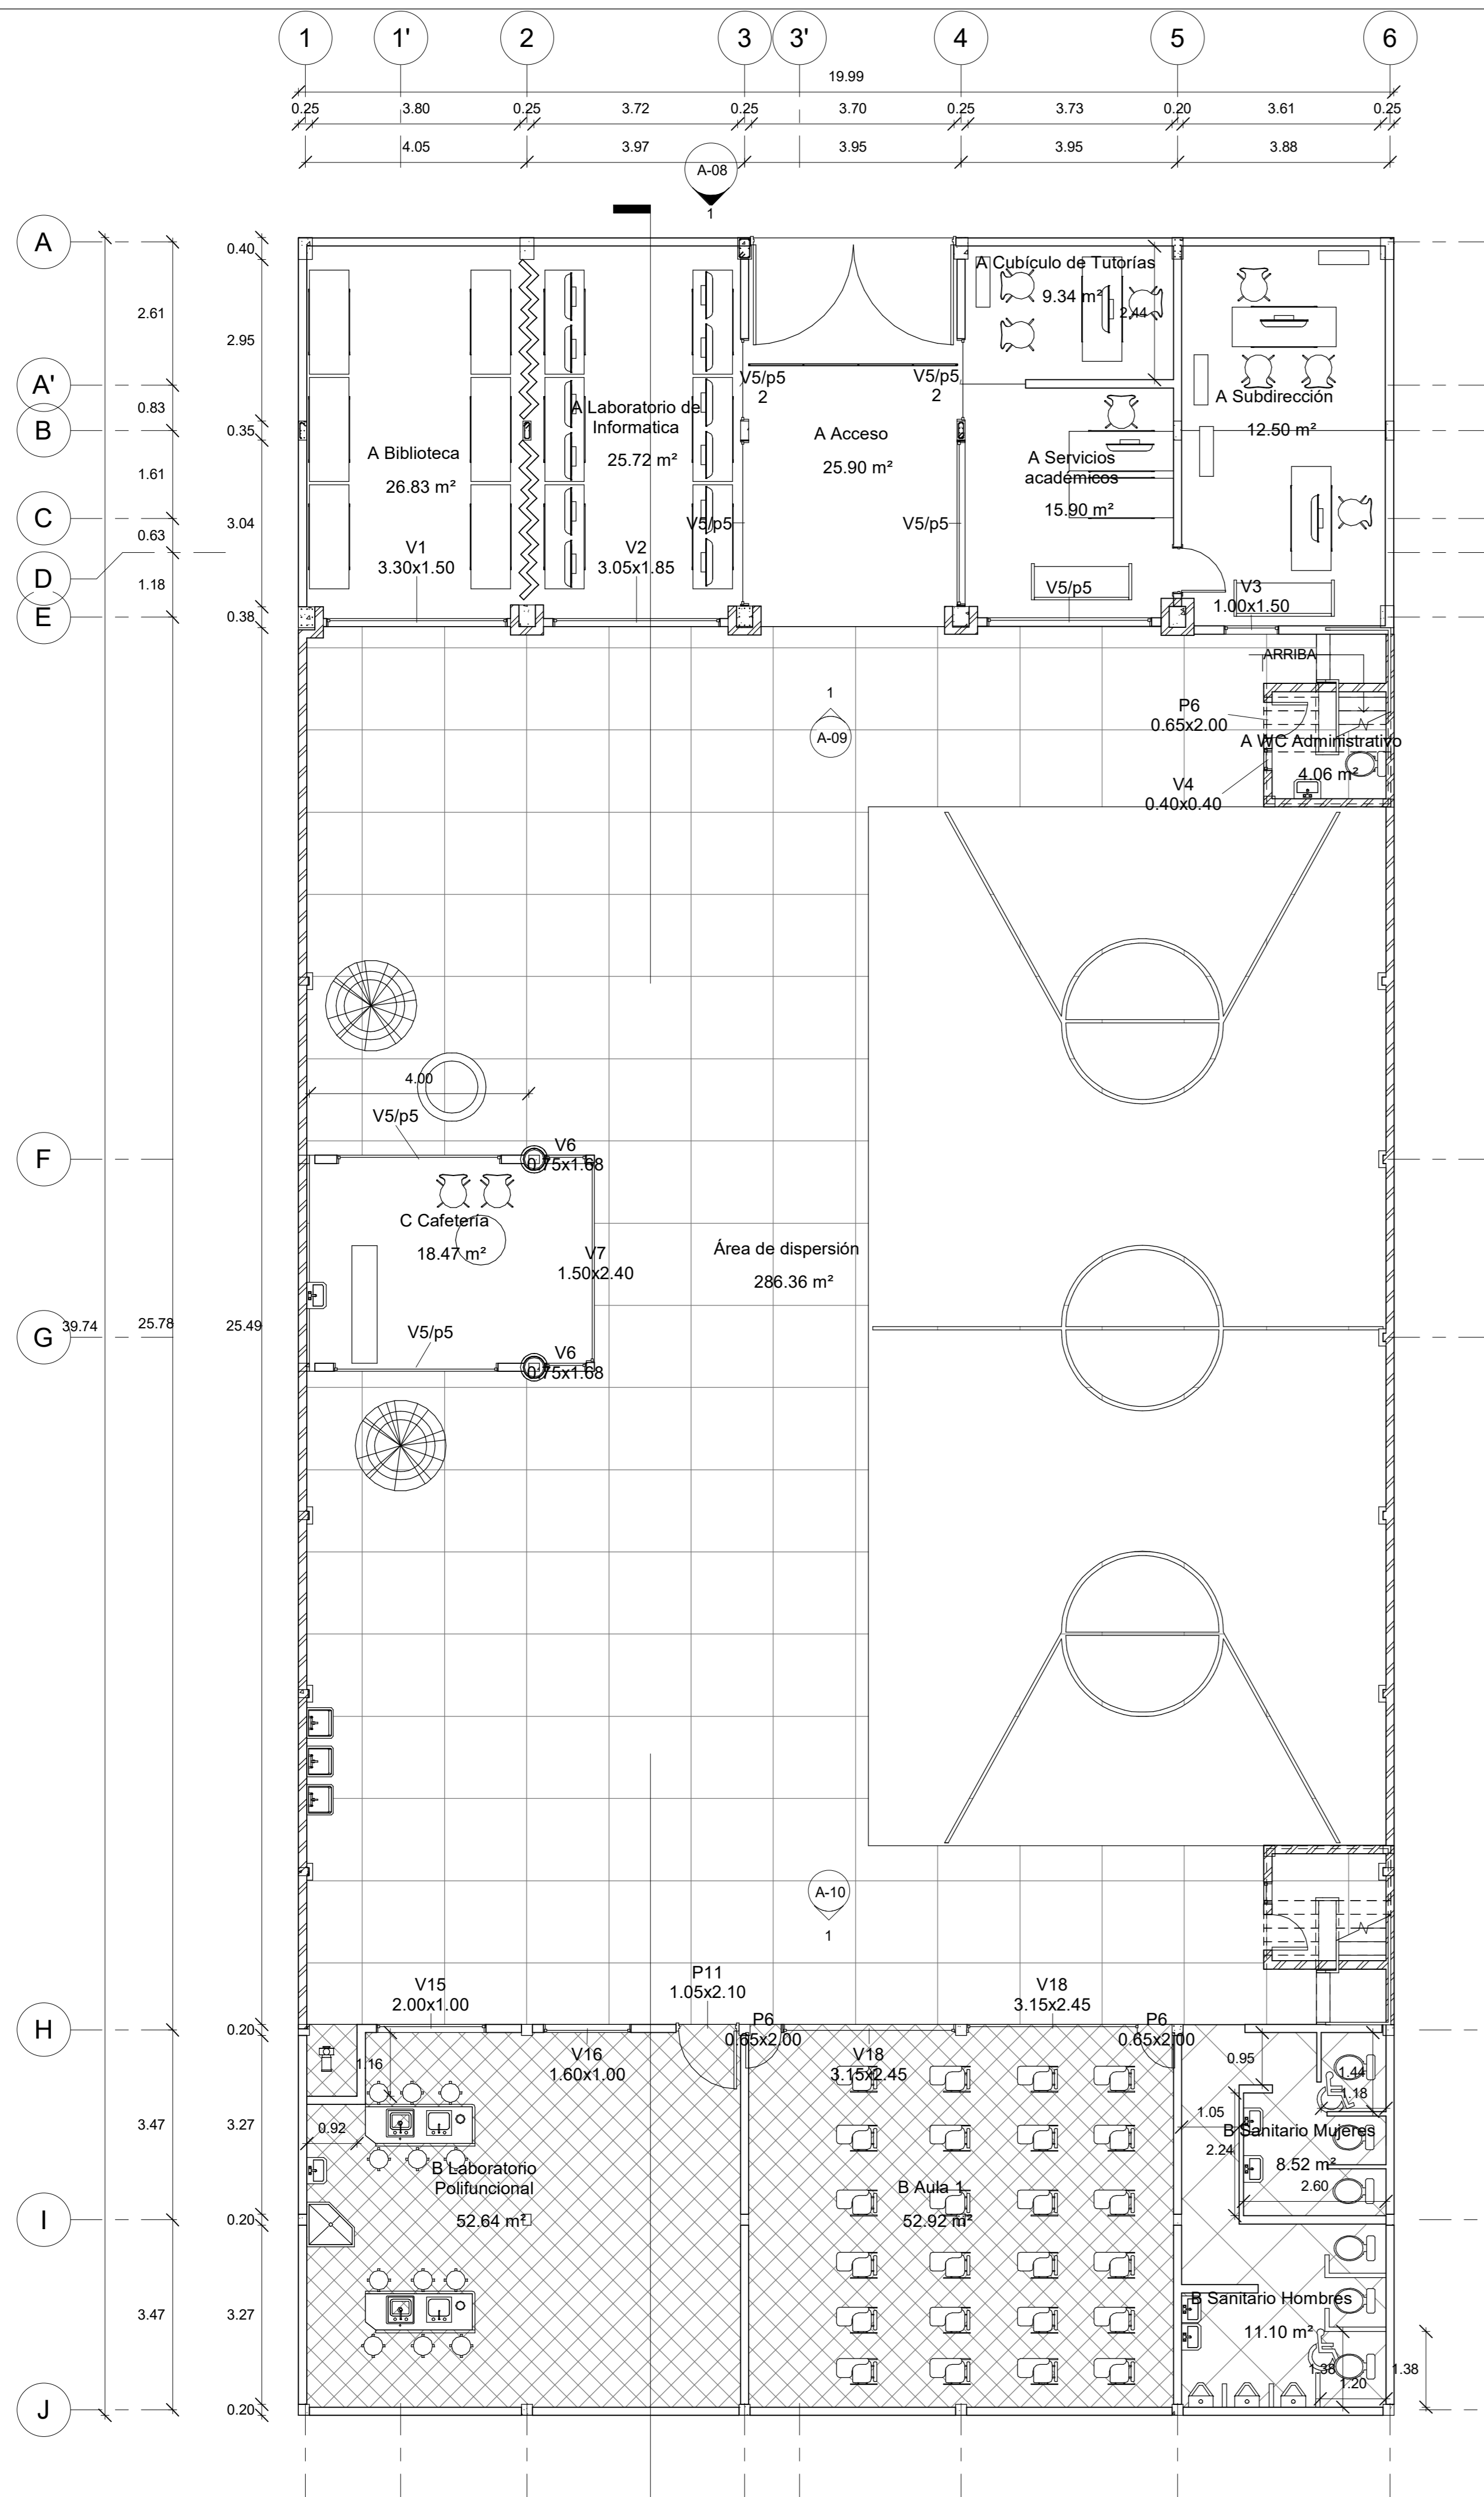 1 1' 2 3 3' 4 5 6
19.99
0.25 3.80 0.25 3.72 0.25 3.70 0.25 3.73 0.20 3.61 0.25
4.05 3.97 3.95 3.95 3.88
A-08
1
A
0.40
A Cubículo de Tutorías
9.34 m²
2.44
2.61
2.95
A'
V5/p5
2
V5/p5
2
A Subdirección
12.50 m²
0.83
B
0.35
A Laboratorio de
Informatica
25.72 m²
A Acceso
25.90 m²
A Biblioteca
26.83 m²
A Servicios
académicos
15.90 m²
1.61
C
3.04
V5/p5
V5/p5
0.63
V1
3.30x1.50
V2
3.05x1.85
D
1.18
V5/p5
V3
1.00x1.50
E
0.38
ARRIBA
1
A-09
P6
0.65x2.00
A WC Administrativo
4.06 m²
V4
0.40x0.40
4.00
V5/p5
F
V6
0.75x1.68
C Cafetería
18.47 m²
V7
1.50x2.40
Área de dispersión
286.36 m²
G
39.74
25.78
25.49
V5/p5
V6
0.75x1.68
A-10
1
V15
2.00x1.00
P11
1.05x2.10
V18
3.15x2.45
H
0.20
P6
0.65x2.00
P6
0.65x2.00
V16
1.60x1.00
V18
3.15x2.45
1.16
0.95
1.44
1.18
3.47
3.27
0.92
1.05
B Sanitario Mujeres
8.52 m²
2.24
2.60
B Laboratorio
Polifuncional
52.64 m²
B Aula 1
52.92 m²
I
0.20
B Sanitario Hombres
11.10 m²
3.47
3.27
1.38
1.20
1.38
J
0.20